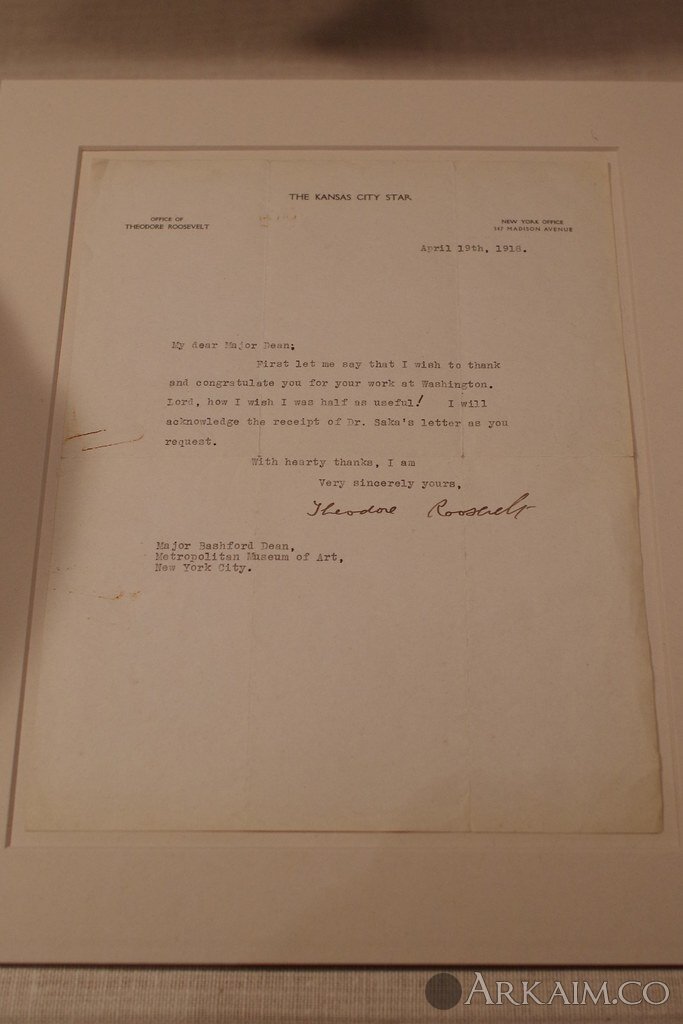 THE KANSAS CITY STAR
OFFICE OF
THEODORE ROOSEVELT
NEW YORK OFFICE
347 MADISON AVENUE
April 19th, 1918.
My dear Major Dean;
First let me say that I wish to thank
and congratulate you for your work at Washington.
Lord, how I wish I was half as useful! I will
acknowledge the receipt of Dr. Saka's letter as you
request.
With hearty thanks, I am
Very sincerely yours,
Theodore Roosevelt
Major Bashford Dean,
Metropolitan Museum of Art,
New York City.
ARKAIM.CO